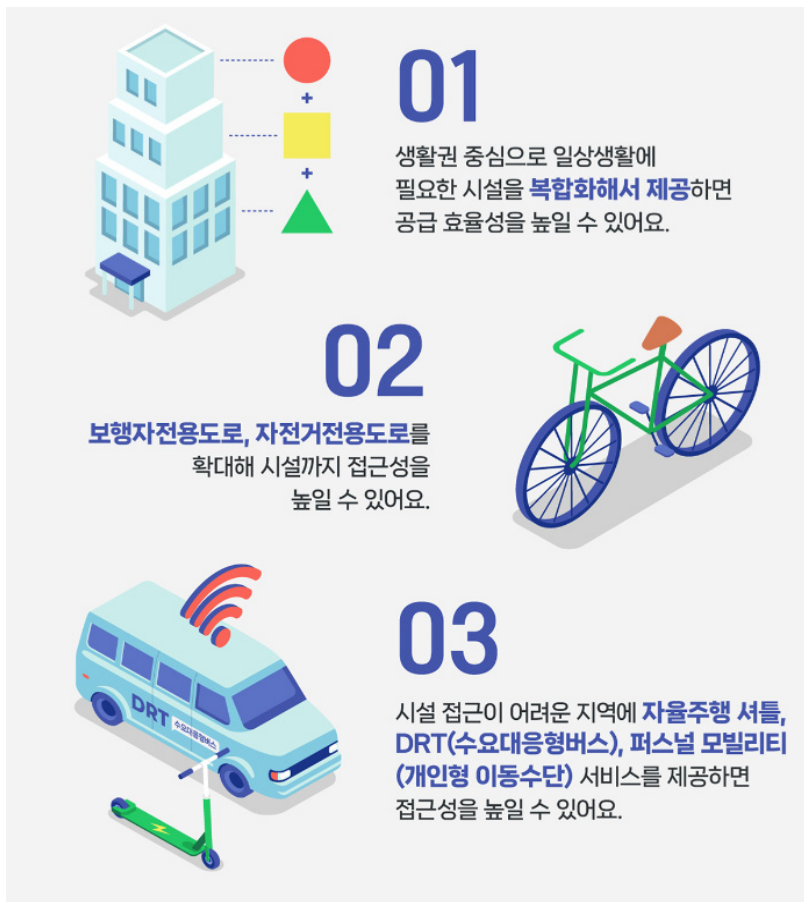 01
생활권 중심으로 일상생활에
필요한 시설을 복합화해서 제공하면
공급 효율성을 높일 수 있어요.
02
보행자전용도로, 자전거전용도로를
확대해 시설까지 접근성을
높일 수 있어요.
DRT 수요대응형버스
03
시설 접근이 어려운 지역에 자율주행 셔틀,
DRT(수요대응형버스), 퍼스널 모빌리티
(개인형 이동수단) 서비스를 제공하면
접근성을 높일 수 있어요.